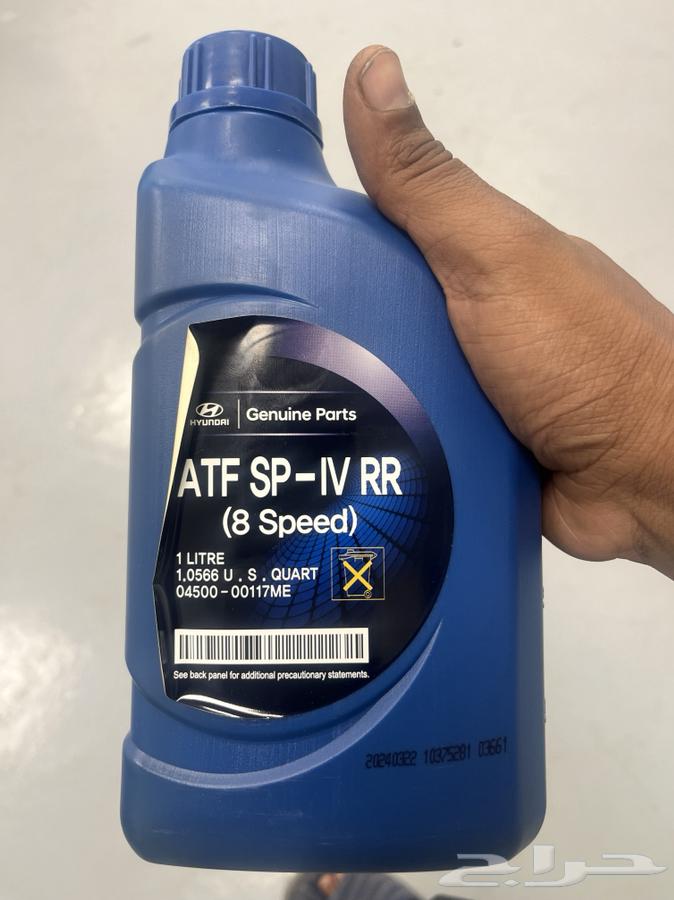 HYUNDAI
Genuine Parts
ATF SP-IV RR
(8 Speed)
1 LITRE
1.0566 U . S . QUART
04500-00117ME
See back panel for additional precautionary statements.
20240322 10375281 03661
حراج